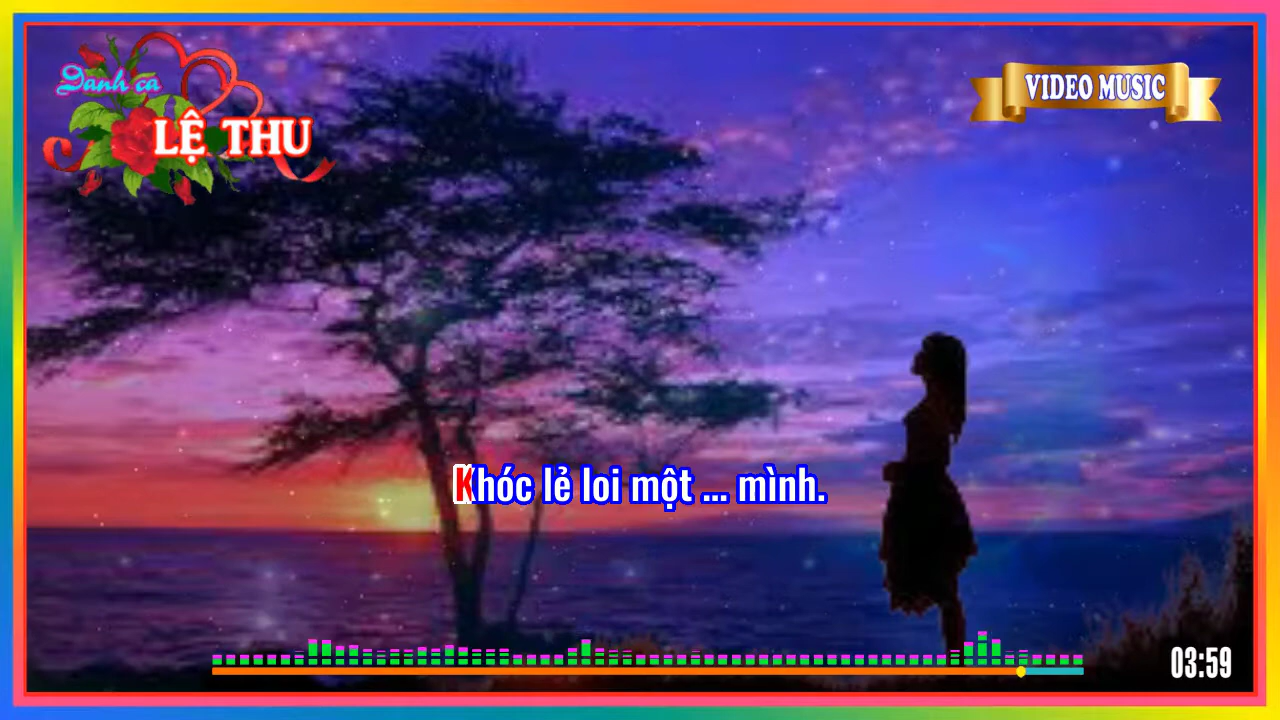 Danh ca
LỆ THU
VIDEO MUSIC
Khóc lẻ loi một ... mình.
03:59